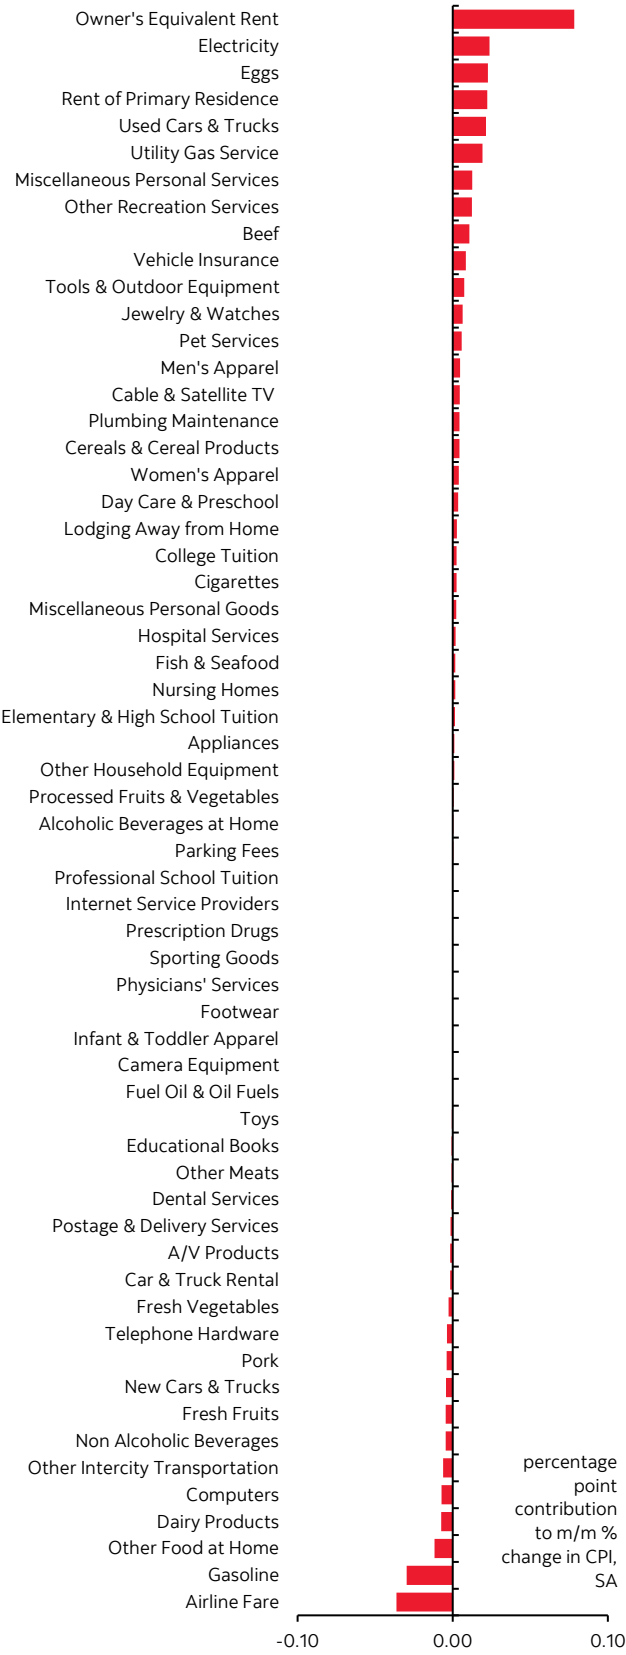 Owner's Equivalent Rent
Electricity
Eggs
Rent of Primary Residence
Used Cars & Trucks
Utility Gas Service
Miscellaneous Personal Services
Other Recreation Services
Beef
Vehicle Insurance
Tools & Outdoor Equipment
Jewelry & Watches
Pet Services
Men's Apparel
Cable & Satellite TV
Plumbing Maintenance
Cereals & Cereal Products
Women's Apparel
Day Care & Preschool
Lodging Away from Home
College Tuition
Cigarettes
Miscellaneous Personal Goods
Hospital Services
Fish & Seafood
Nursing Homes
Elementary & High School Tuition
Appliances
Other Household Equipment
Processed Fruits & Vegetables
Alcoholic Beverages at Home
Parking Fees
Professional School Tuition
Internet Service Providers
Prescription Drugs
Sporting Goods
Physicians' Services
Footwear
Infant & Toddler Apparel
Camera Equipment
Fuel Oil & Oil Fuels
Toys
Educational Books
Other Meats
Dental Services
Postage & Delivery Services
A/V Products
Car & Truck Rental
Fresh Vegetables
Telephone Hardware
Pork
New Cars & Trucks
Fresh Fruits
Non Alcoholic Beverages
Other Intercity Transportation
Computers
Dairy Products
Other Food at Home
Gasoline
Airline Fare
percentage
point
contribution
to m/m %
change in CPI,
SA
-0.10 0.00 0.10